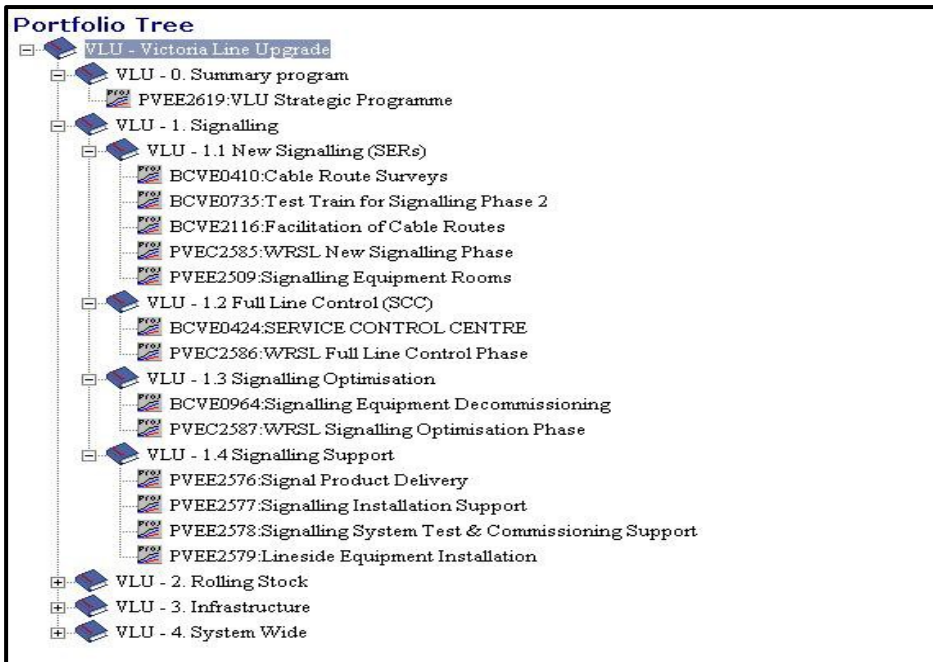 Portfolio Tree
VLU - Victoria Line Upgrade
VLU - 0. Summary program
PVEE2619:VLU Strategic Programme
VLU - 1. Signalling
VLU - 1.1 New Signalling (SERs)
BCVE0410:Cable Route Surveys
BCVE0735:Test Train for Signalling Phase 2
BCVE2116:Facilitation of Cable Routes
PVEC2585:WRSL New Signalling Phase
PVEE2509:Signalling Equipment Rooms
VLU - 1.2 Full Line Control (SCC)
BCVE0424:SERVICE CONTROL CENTRE
PVEC2586:WRSL Full Line Control Phase
VLU - 1.3 Signalling Optimisation
BCVE0964:Signalling Equipment Decommissioning
PVEC2587:WRSL Signalling Optimisation Phase
VLU - 1.4 Signalling Support
PVEE2576:Signal Product Delivery
PVEE2577:Signalling Installation Support
PVEE2578:Signalling System Test & Commissioning Support
PVEE2579:Lineside Equipment Installation
VLU - 2. Rolling Stock
VLU - 3. Infrastructure
VLU - 4. System Wide